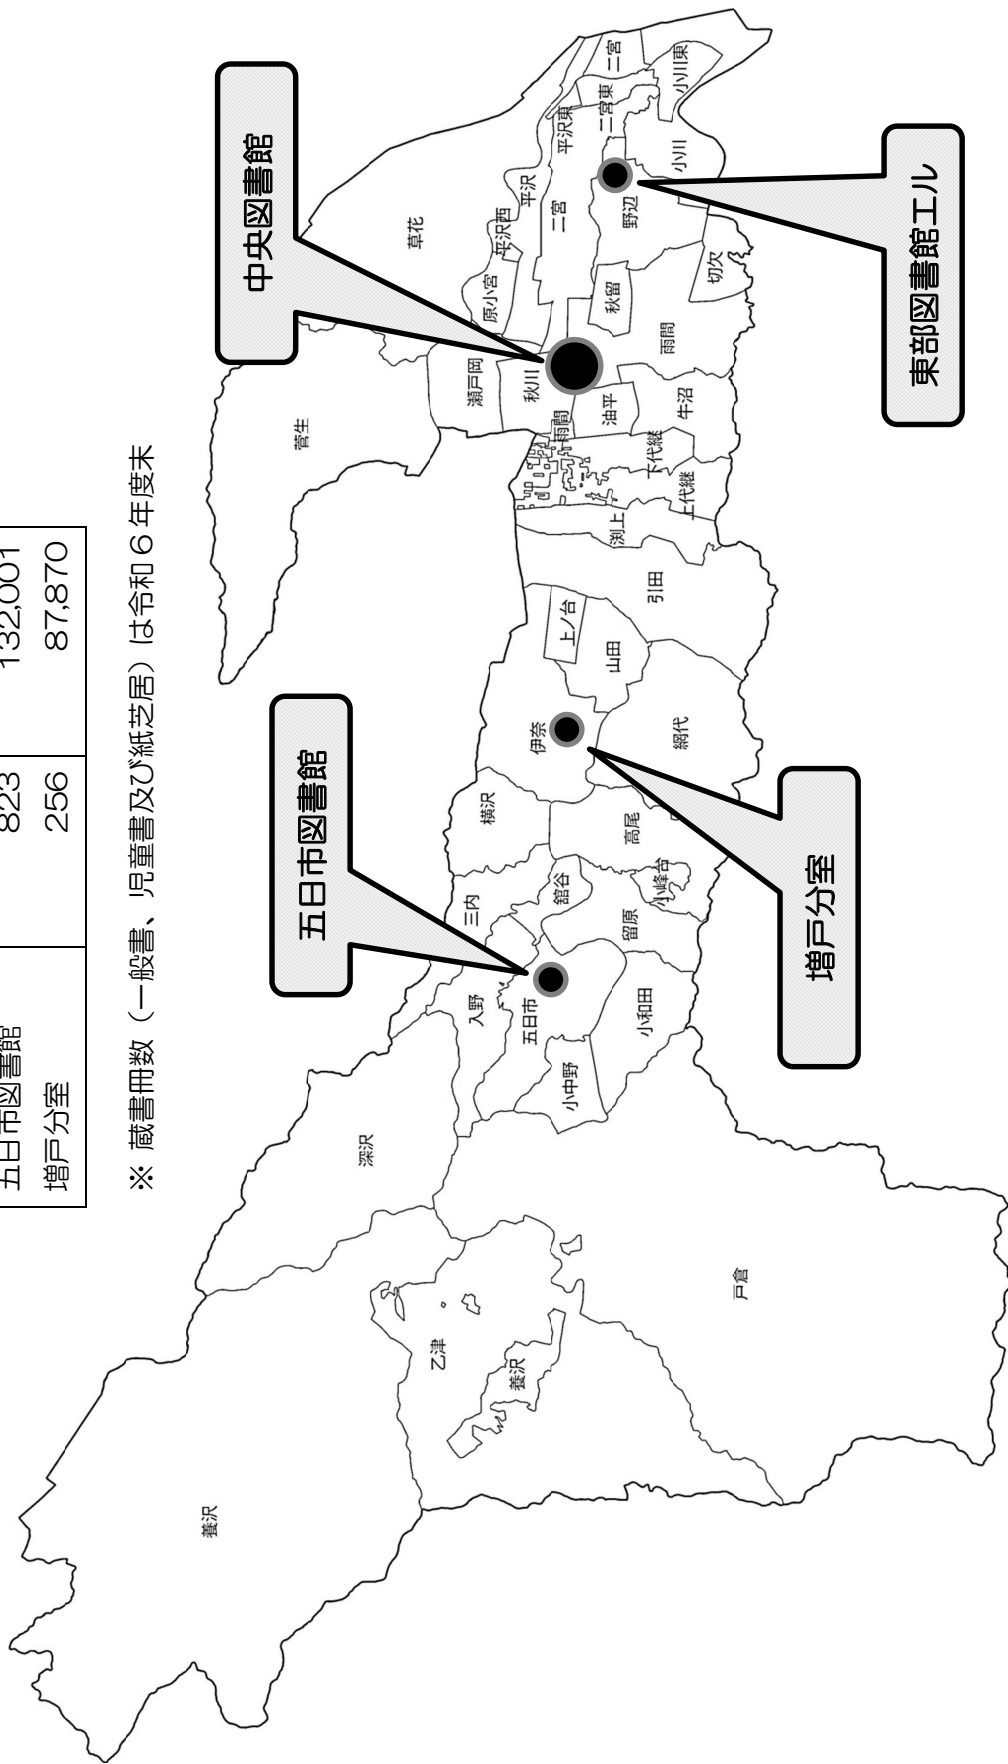 五日市図書館 823 132,001
増戸分室 256 87,870
※ 蔵書冊数（一般書、児童書及び紙芝居）は令和6年度末
中央図書館
五日市図書館
東部図書館エル
増戸分室
菅生
草花
瀬戸岡
原小宮
平沢西
平沢
平沢東
二宮
二宮東
二宮
小川東
小川
野辺
秋留
切欠
雨間
秋川
雨間
油平
牛沼
下代継
上代継
渕上
引田
上ノ台
山田
伊奈
網代
横沢
高尾
三内
舘谷
小峰台
留原
入野
五日市
小和田
小中野
深沢
戸倉
乙津
養沢
養沢